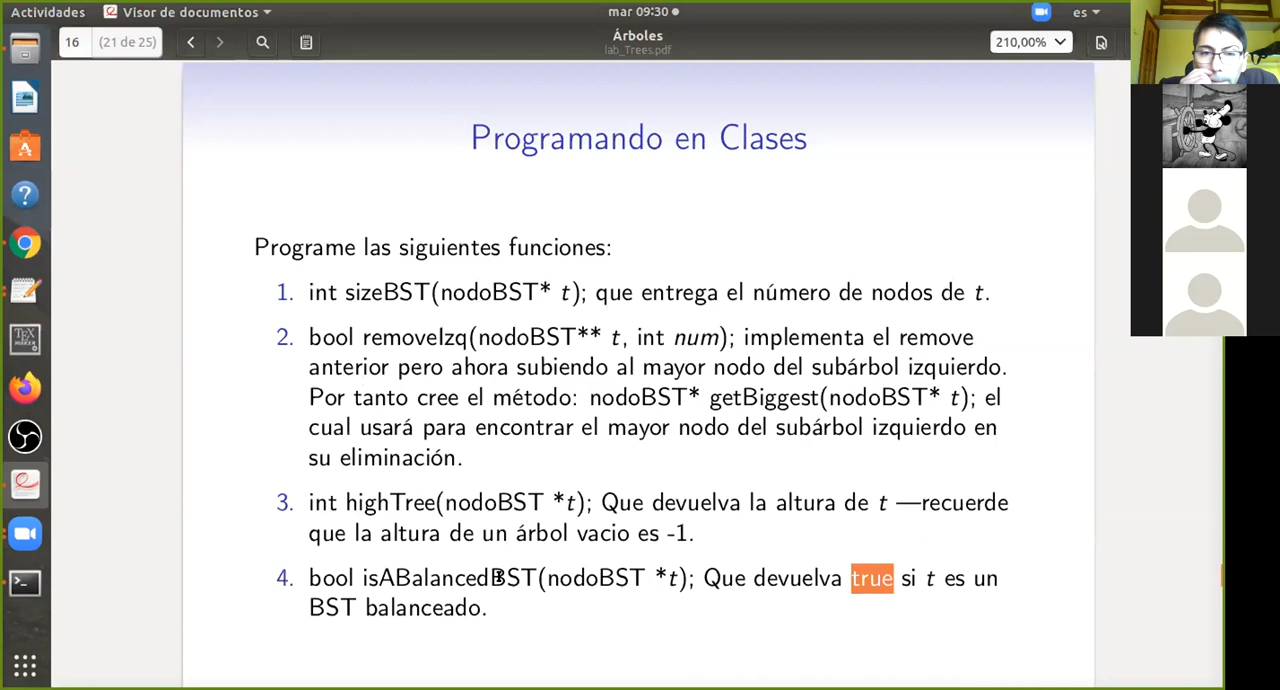 Actividades Visor de documentos mar 09:30 es
16 (21 de 25) Árboles 210,00%
lab_Trees.pdf
Programando en Clases
Programe las siguientes funciones:
1. int sizeBST(nodoBST* t); que entrega el número de nodos de t.
2. bool removeIzq(nodoBST** t, int num); implementa el remove
anterior pero ahora subiendo al mayor nodo del subárbol izquierdo.
Por tanto cree el método: nodoBST* getBiggest(nodoBST* t); el
cual usará para encontrar el mayor nodo del subárbol izquierdo en
su eliminación.
3. int highTree(nodoBST *t); Que devuelva la altura de t —recuerde
que la altura de un árbol vacio es -1.
4. bool isABalancedBST(nodoBST *t); Que devuelva true si t es un
BST balanceado.